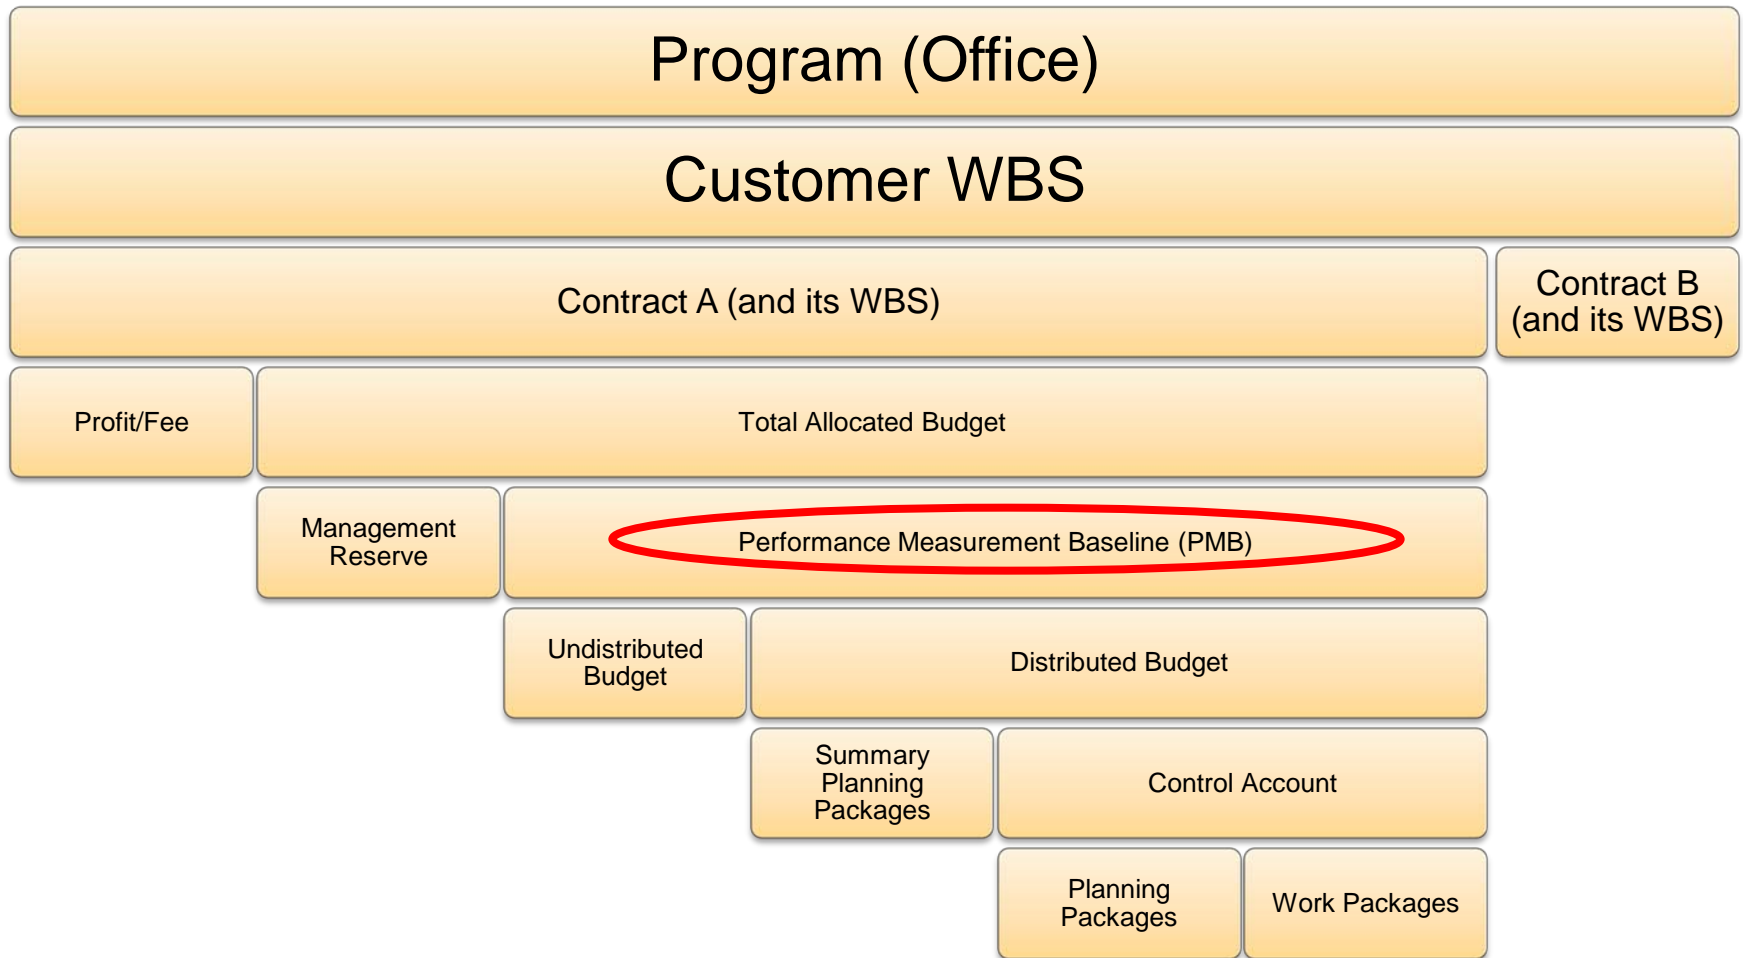 Program (Office)
Customer WBS
Contract A (and its WBS)
Contract B
(and its WBS)
Profit/Fee
Total Allocated Budget
Management
Reserve
Performance Measurement Baseline (PMB)
Undistributed
Budget
Distributed Budget
Summary
Planning
Packages
Control Account
Planning
Packages
Work Packages